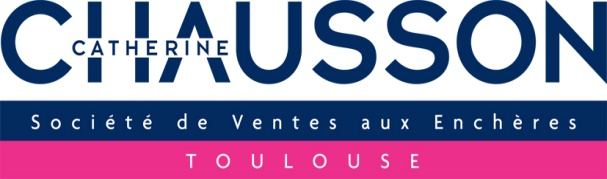 CATHERINE
CHAUSSON
Société de Ventes aux Enchères
TOULOUSE